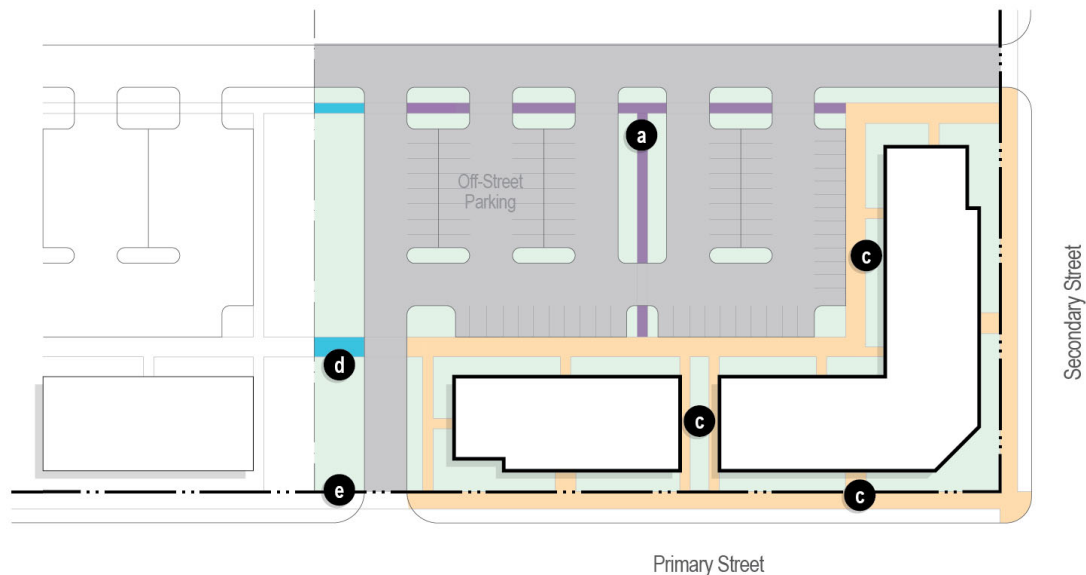 a
Off-Street
Parking
c
d
c
e
c
Secondary Street
Primary Street